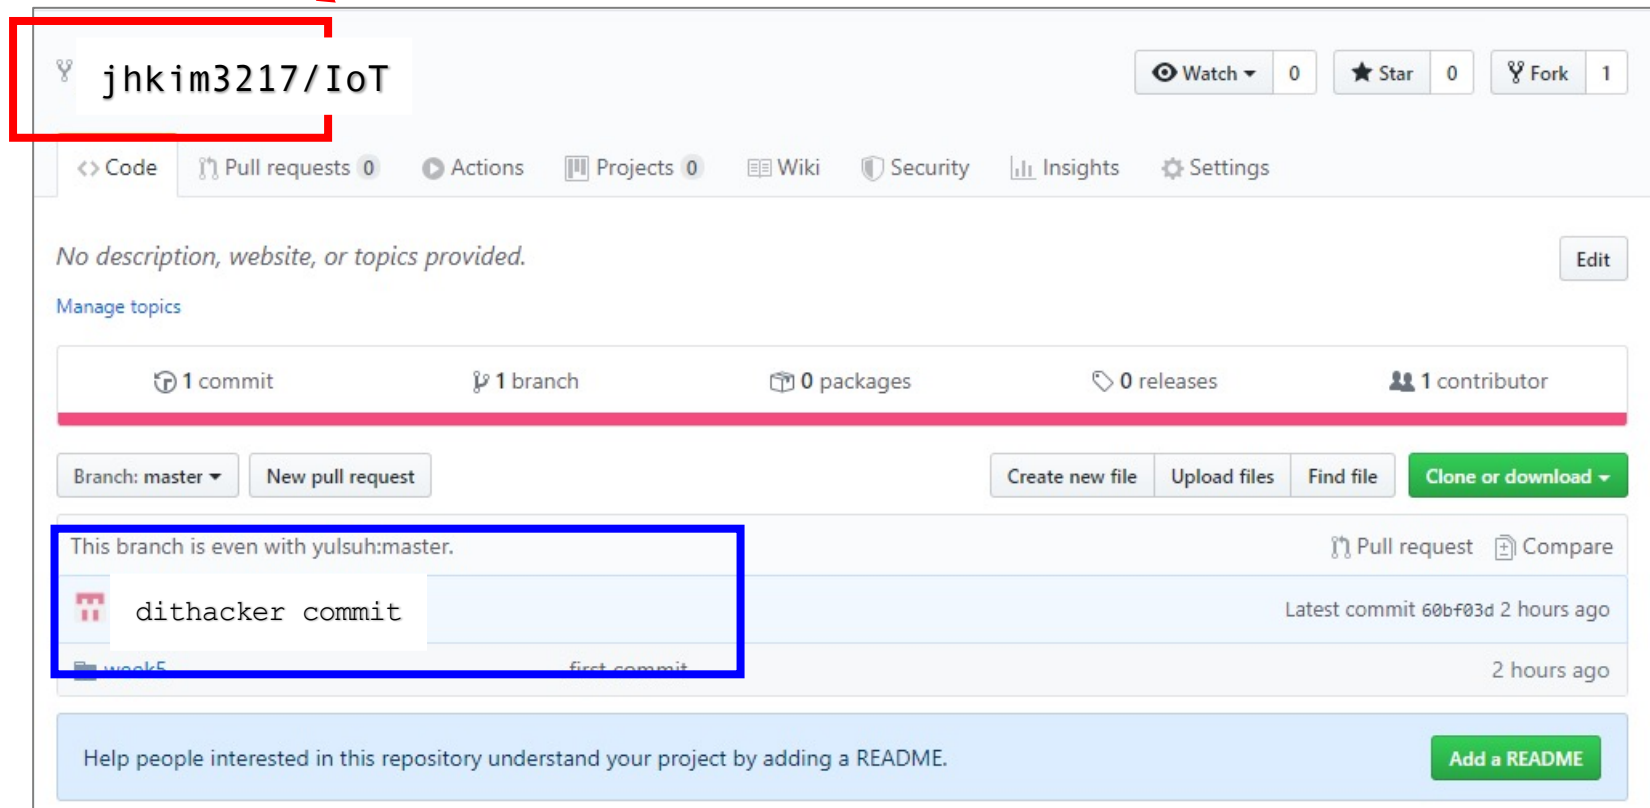 jhkim3217/IoT
Watch 0 Star 0 Fork 1
Code Pull requests 0 Actions Projects 0 Wiki Security Insights Settings
No description, website, or topics provided.
Edit
Manage topics
1 commit 1 branch 0 packages 0 releases 1 contributor
Branch: master New pull request Create new file Upload files Find file Clone or download
This branch is even with yulsuh:master. Pull request Compare
dithacker commit Latest commit 60bf03d 2 hours ago
week5 first commit 2 hours ago
Help people interested in this repository understand your project by adding a README. Add a README